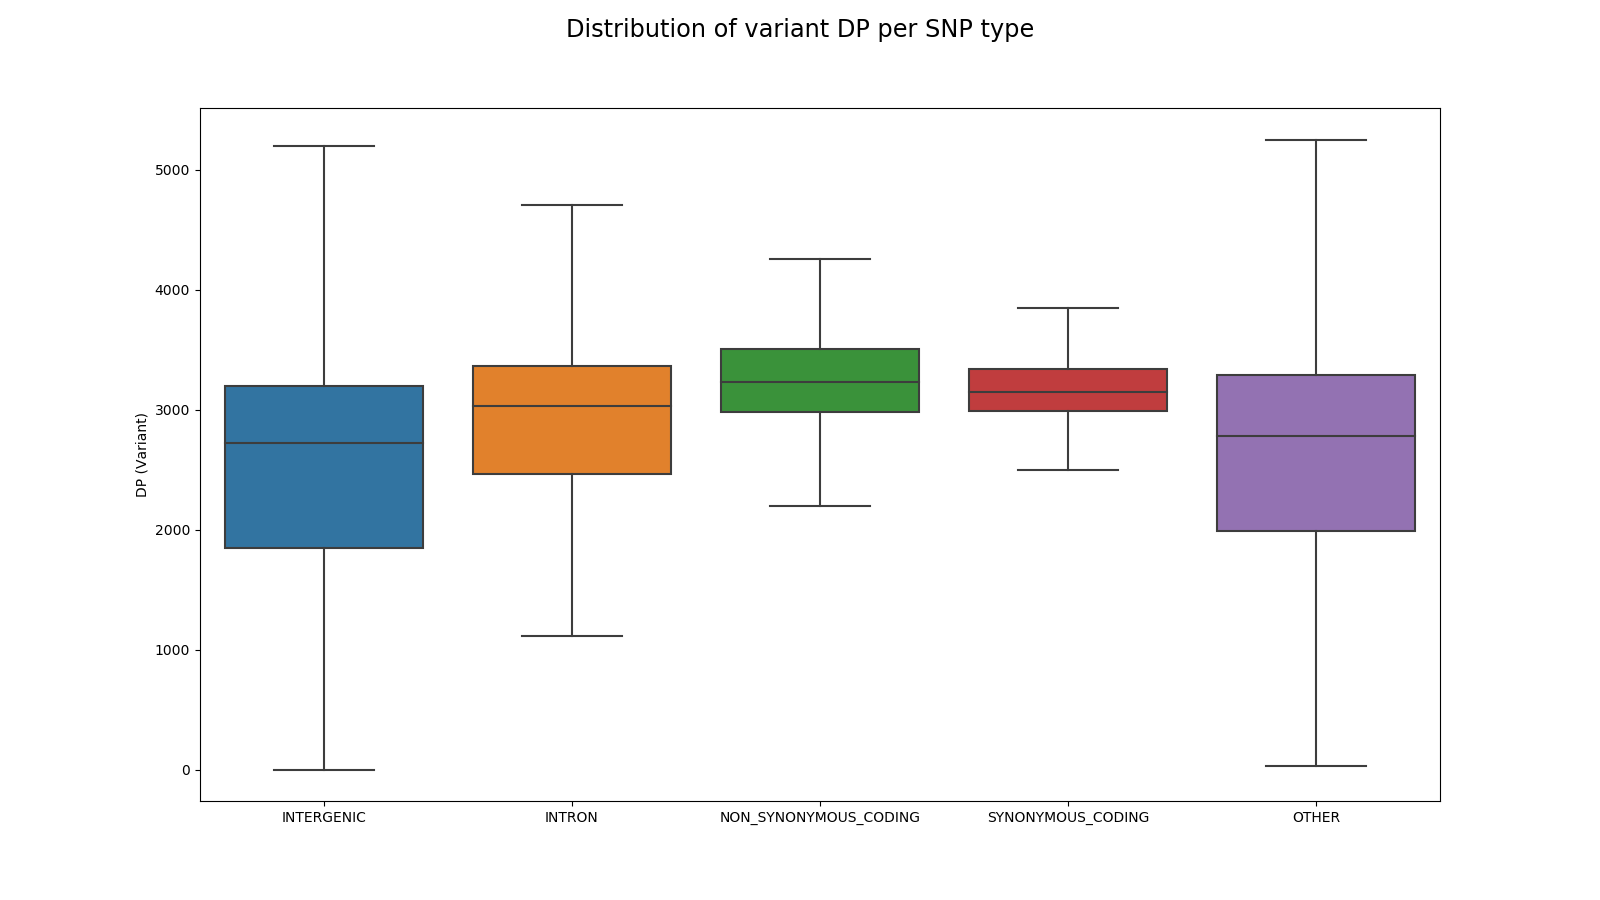 Distribution of variant DP per SNP type
DP (Variant)
5000
4000
3000
2000
1000
0
INTERGENIC
INTRON
NON_SYNONYMOUS_CODING
SYNONYMOUS_CODING
OTHER